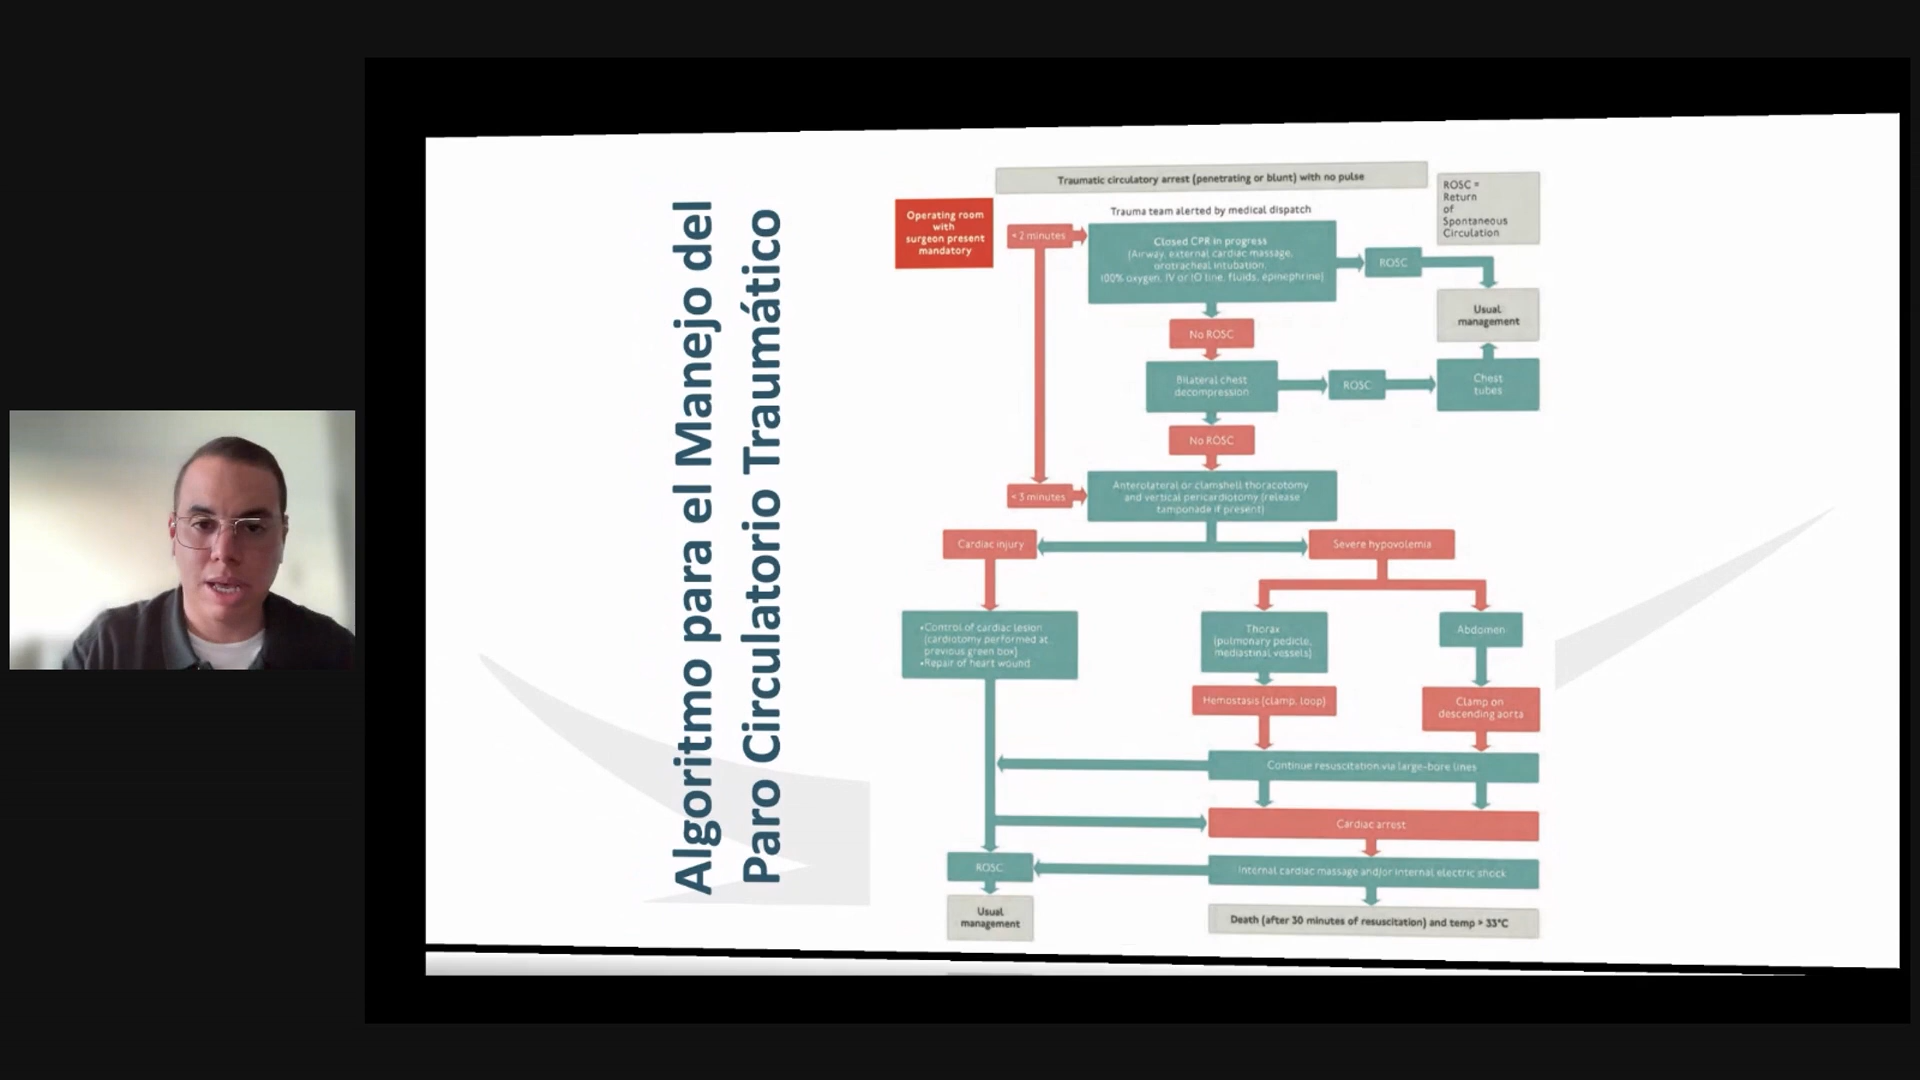 Algoritmo para el Manejo del
Paro Circulatorio Traumático
Traumatic circulatory arrest (penetrating or blunt) with no pulse
ROSC =
Return
of
Spontaneous
Circulation
Operating room
with
surgeon present
mandatory
Trauma team alerted by medical dispatch
< 2 minutes
Closed CPR in progress
(Airway, external cardiac massage,
orotracheal intubation,
100% oxygen, IV or IO line, fluids, epinephrine)
ROSC
Usual
management
No ROSC
Bilateral chest
decompression
ROSC
Chest
tubes
No ROSC
< 3 minutes
Anterolateral or clamshell thoracotomy
and vertical pericardiotomy (release
tamponade if present)
Cardiac injury
Severe hypovolemia
•Control of cardiac lesion
(cardiotomy performed at
previous green box)
•Repair of heart wound
Thorax
(pulmonary pedicle,
mediastinal vessels)
Abdomen
Hemostasis (clamp, loop)
Clamp on
descending aorta
Continue resuscitation via large-bore lines
Cardiac arrest
ROSC
Internal cardiac massage and/or internal electric shock
Usual
management
Death (after 30 minutes of resuscitation) and temp > 33°C